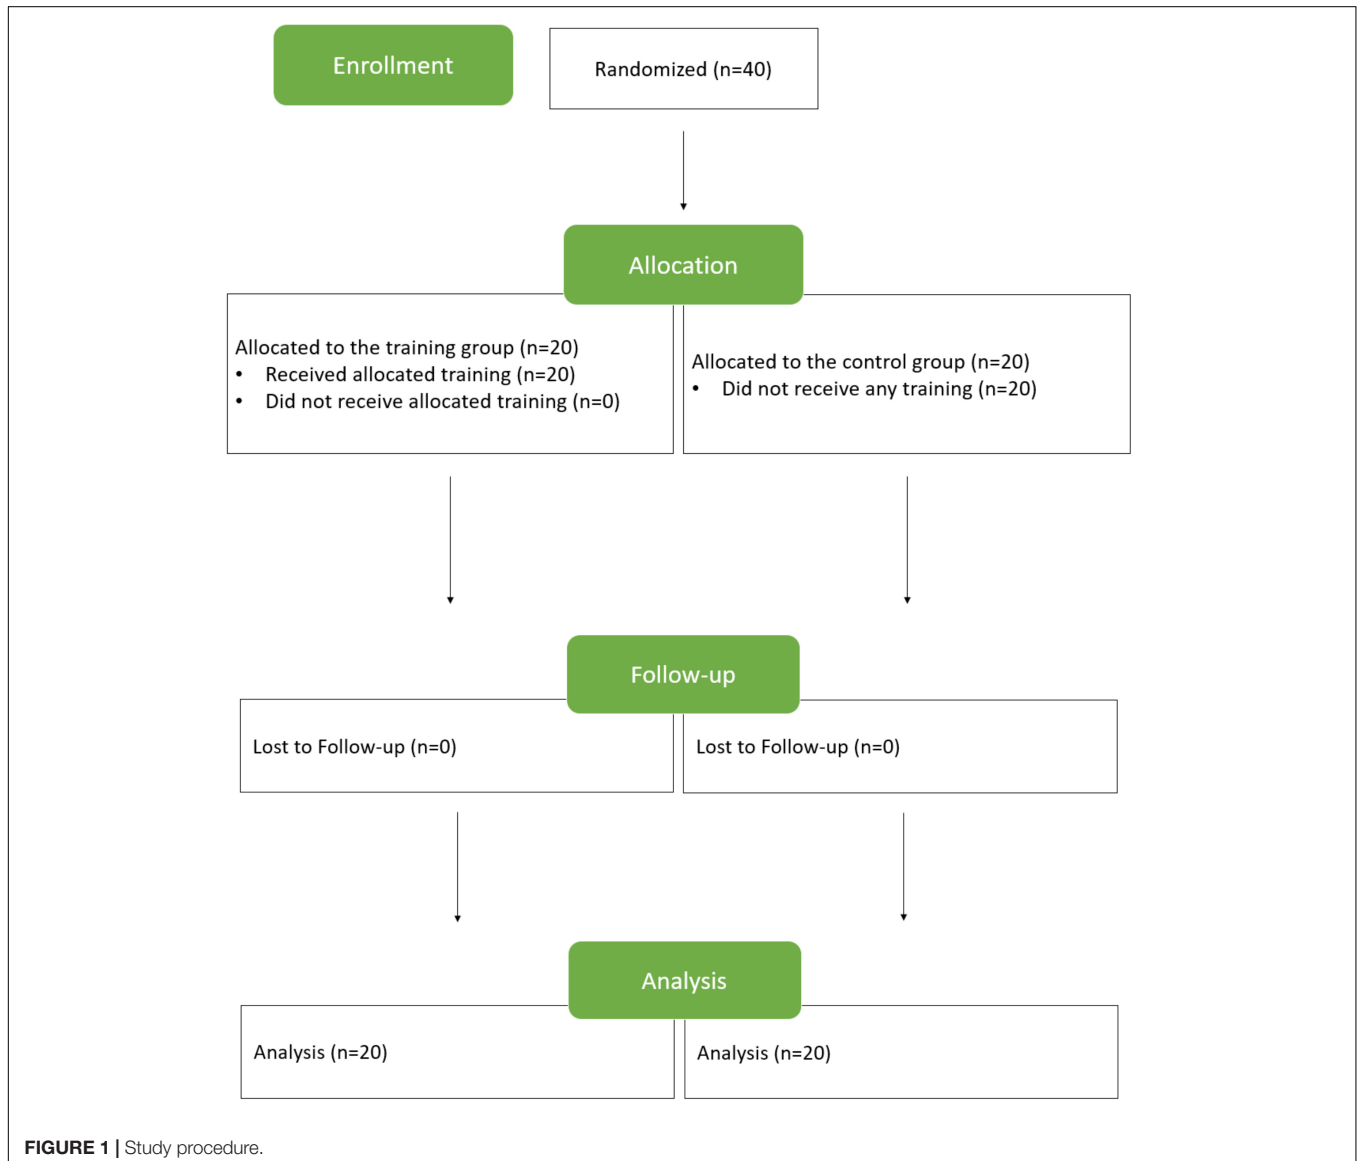 Enrollment
Randomized (n=40)
Allocation
Allocated to the training group (n=20)
• Received allocated training (n=20)
• Did not receive allocated training (n=0)
Allocated to the control group (n=20)
• Did not receive any training (n=20)
Follow-up
Lost to Follow-up (n=0)
Lost to Follow-up (n=0)
Analysis
Analysis (n=20)
Analysis (n=20)
FIGURE 1 | Study procedure.